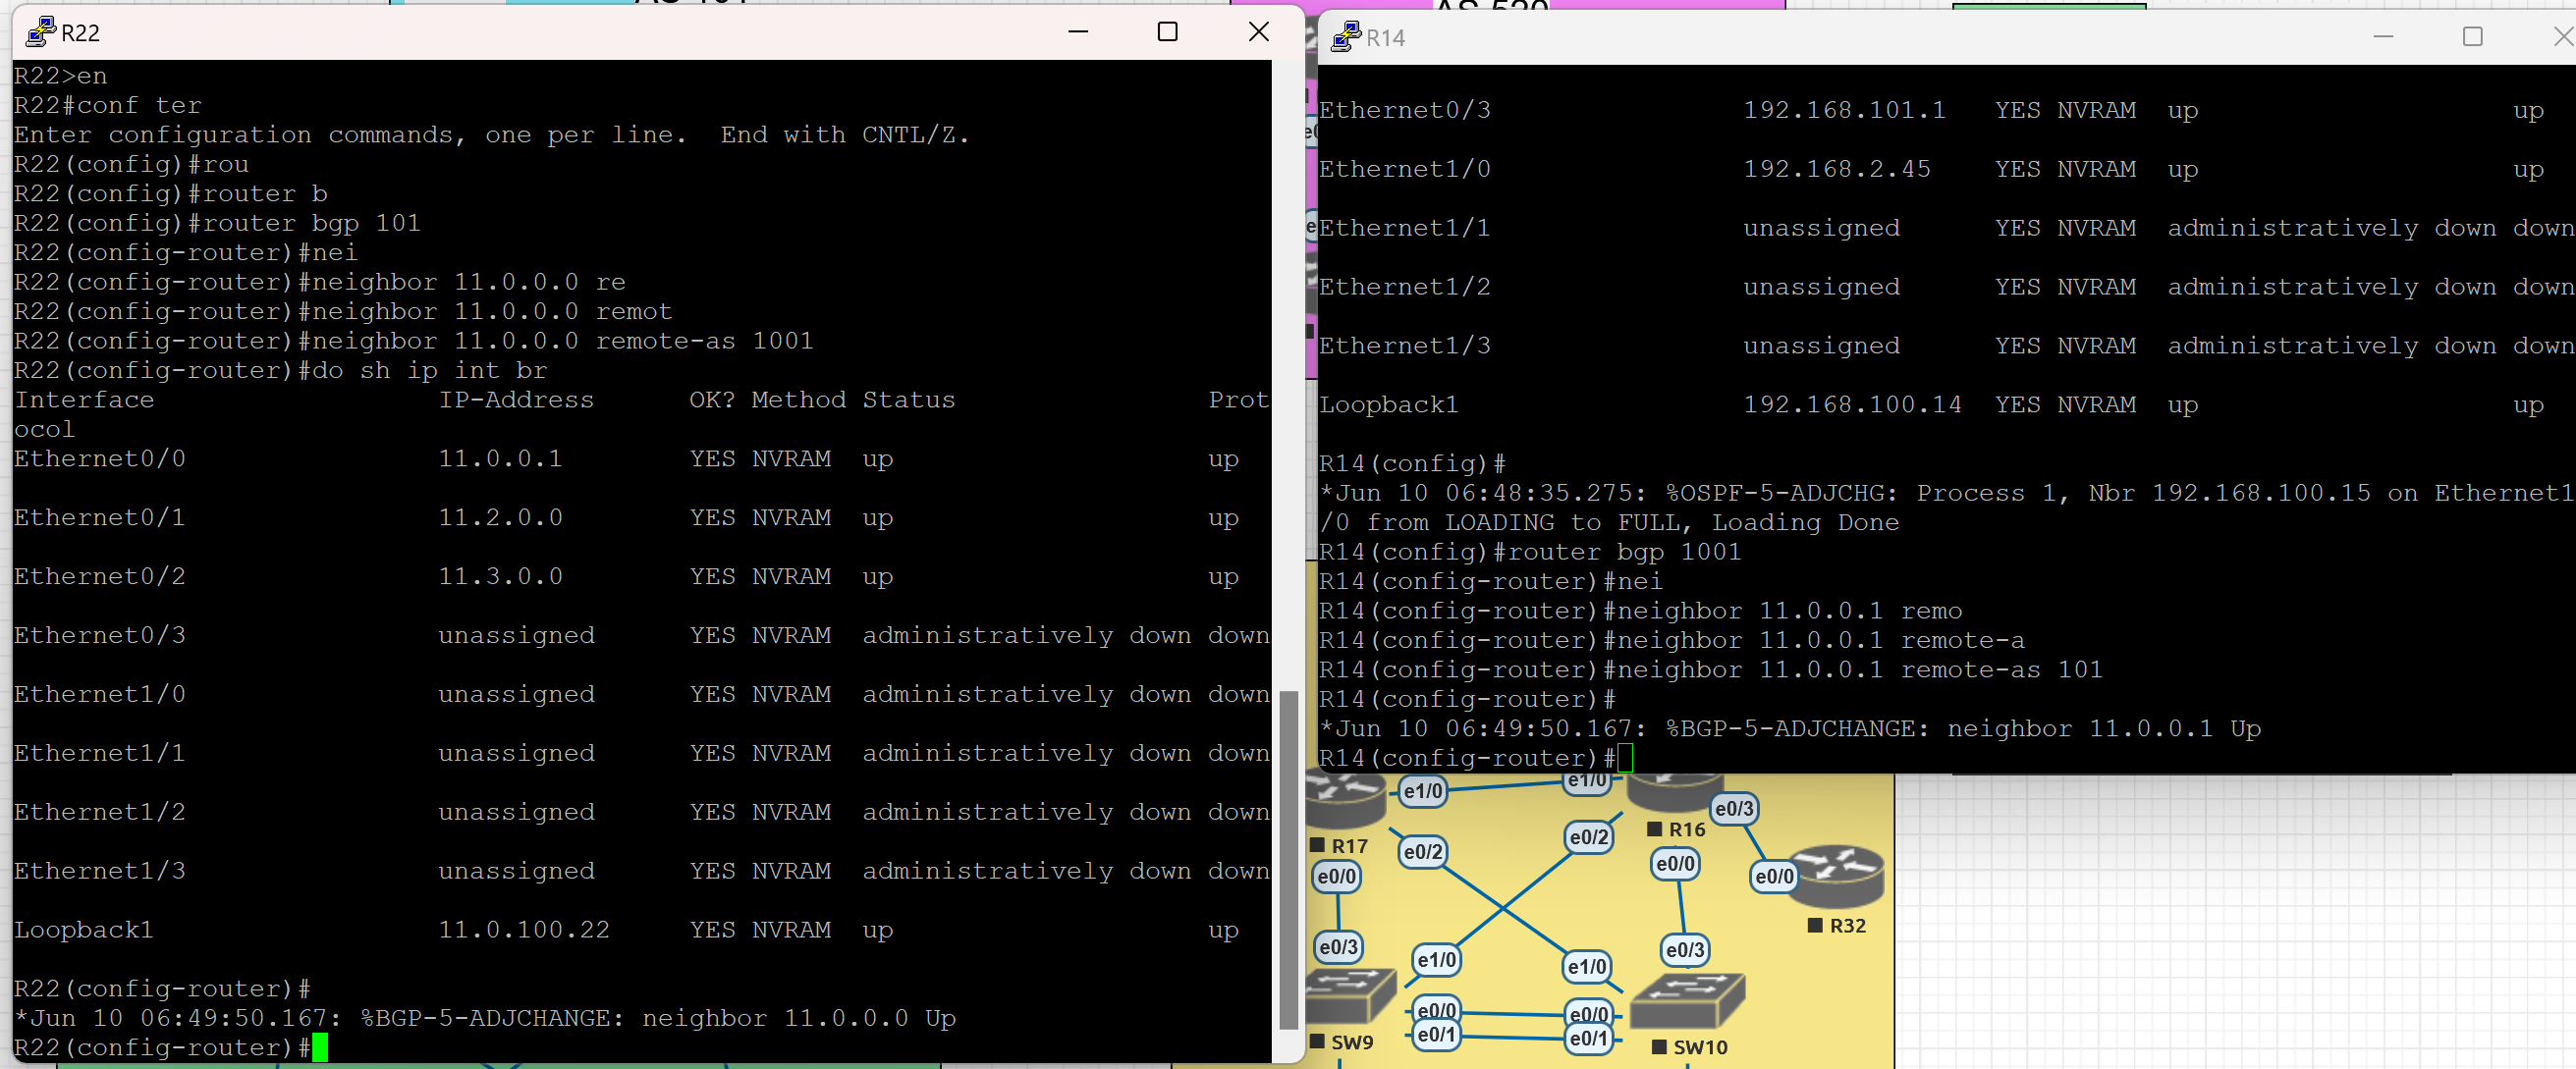 R22
R22>en
R22#conf ter
Enter configuration commands, one per line.  End with CNTL/Z.
R22(config)#rou
R22(config)#router b
R22(config)#router bgp 101
R22(config-router)#nei
R22(config-router)#neighbor 11.0.0.0 re
R22(config-router)#neighbor 11.0.0.0 remot
R22(config-router)#neighbor 11.0.0.0 remote-as 1001
R22(config-router)#do sh ip int br
Interface                  IP-Address      OK? Method Status                Prot
ocol
Ethernet0/0                11.0.0.1        YES NVRAM  up                    up
Ethernet0/1                11.2.0.0        YES NVRAM  up                    up
Ethernet0/2                11.3.0.0        YES NVRAM  up                    up
Ethernet0/3                unassigned      YES NVRAM  administratively down down
Ethernet1/0                unassigned      YES NVRAM  administratively down down
Ethernet1/1                unassigned      YES NVRAM  administratively down down
Ethernet1/2                unassigned      YES NVRAM  administratively down down
Ethernet1/3                unassigned      YES NVRAM  administratively down down
Loopback1                  11.0.100.22     YES NVRAM  up                    up
R22(config-router)#
*Jun 10 06:49:50.167: %BGP-5-ADJCHANGE: neighbor 11.0.0.0 Up
R22(config-router)#
R14
Ethernet0/3                192.168.101.1   YES NVRAM  up                    up
Ethernet1/0                192.168.2.45    YES NVRAM  up                    up
Ethernet1/1                unassigned      YES NVRAM  administratively down down
Ethernet1/2                unassigned      YES NVRAM  administratively down down
Ethernet1/3                unassigned      YES NVRAM  administratively down down
Loopback1                  192.168.100.14  YES NVRAM  up                    up
R14(config)#
*Jun 10 06:48:35.275: %OSPF-5-ADJCHG: Process 1, Nbr 192.168.100.15 on Ethernet1
/0 from LOADING to FULL, Loading Done
R14(config)#router bgp 1001
R14(config-router)#nei
R14(config-router)#neighbor 11.0.0.1 remo
R14(config-router)#neighbor 11.0.0.1 remote-a
R14(config-router)#neighbor 11.0.0.1 remote-as 101
R14(config-router)#
*Jun 10 06:49:50.167: %BGP-5-ADJCHANGE: neighbor 11.0.0.1 Up
R14(config-router)#
e1/0
e1/0
e0/3
R16
R17
e0/2
e0/2
e0/0
e0/0
e0/0
R32
e0/3
e0/3
e1/0
e1/0
e0/0
e0/0
e0/1
e0/1
SW9
SW10